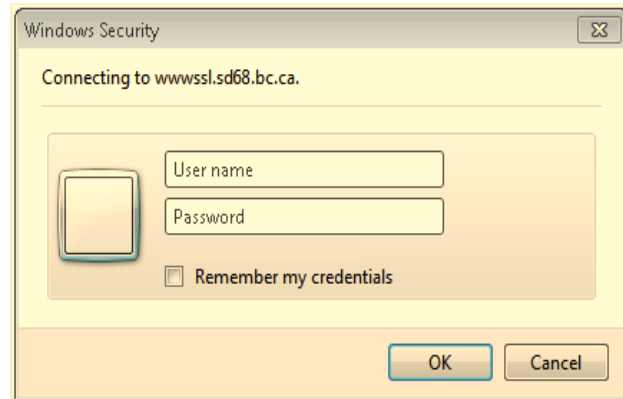 Windows Security
Connecting to wwwssl.sd68.bc.ca.
User name
Password
Remember my credentials
OK Cancel